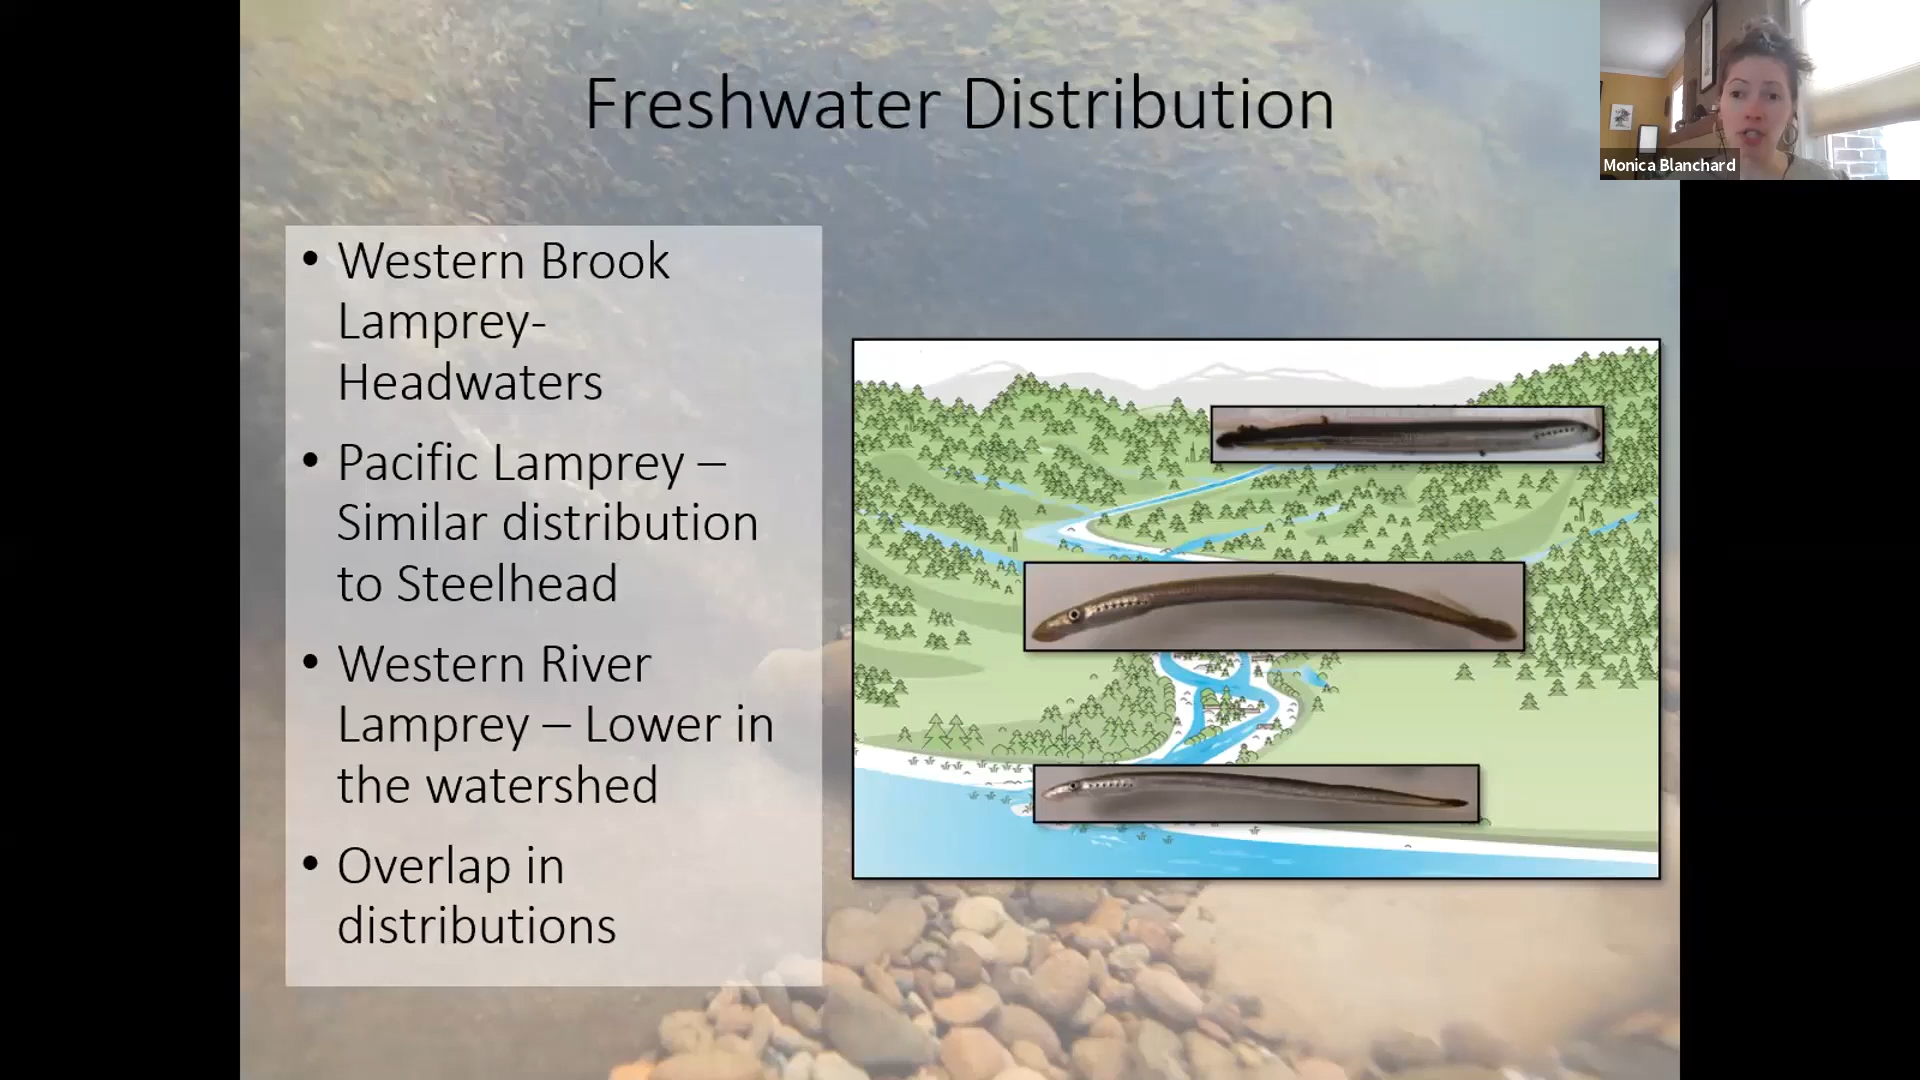 Freshwater Distribution
Monica Blanchard
• Western Brook
Lamprey-
Headwaters
• Pacific Lamprey –
Similar distribution
to Steelhead
• Western River
Lamprey – Lower in
the watershed
• Overlap in
distributions